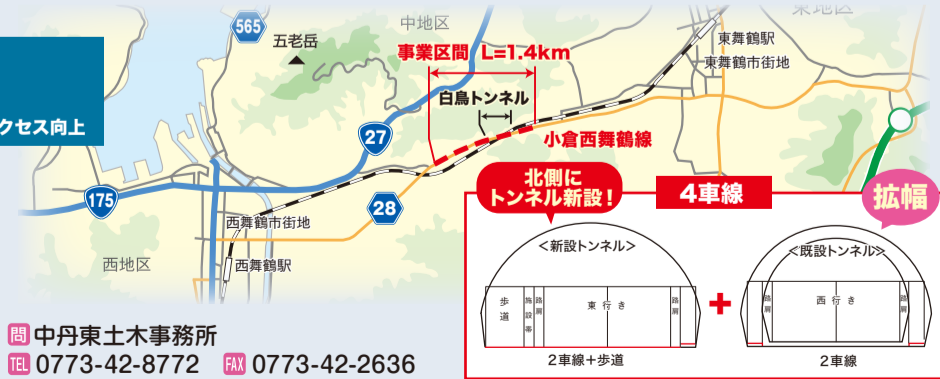 565
中地区
東地区
五老岳
事業区間 L=1.4km
東舞鶴駅
東舞鶴市街地
白鳥トンネル
クセス向上
27
小倉西舞鶴線
175
28
西舞鶴市街地
西地区
西舞鶴駅
北側に
トンネル新設!
4車線
拡幅
<新設トンネル>
歩道
施設帯
路肩
東行き
路肩
2車線+歩道
+
<既設トンネル>
路肩
西行き
路肩
2車線
問 中丹東土木事務所
TEL 0773-42-8772 FAX 0773-42-2636